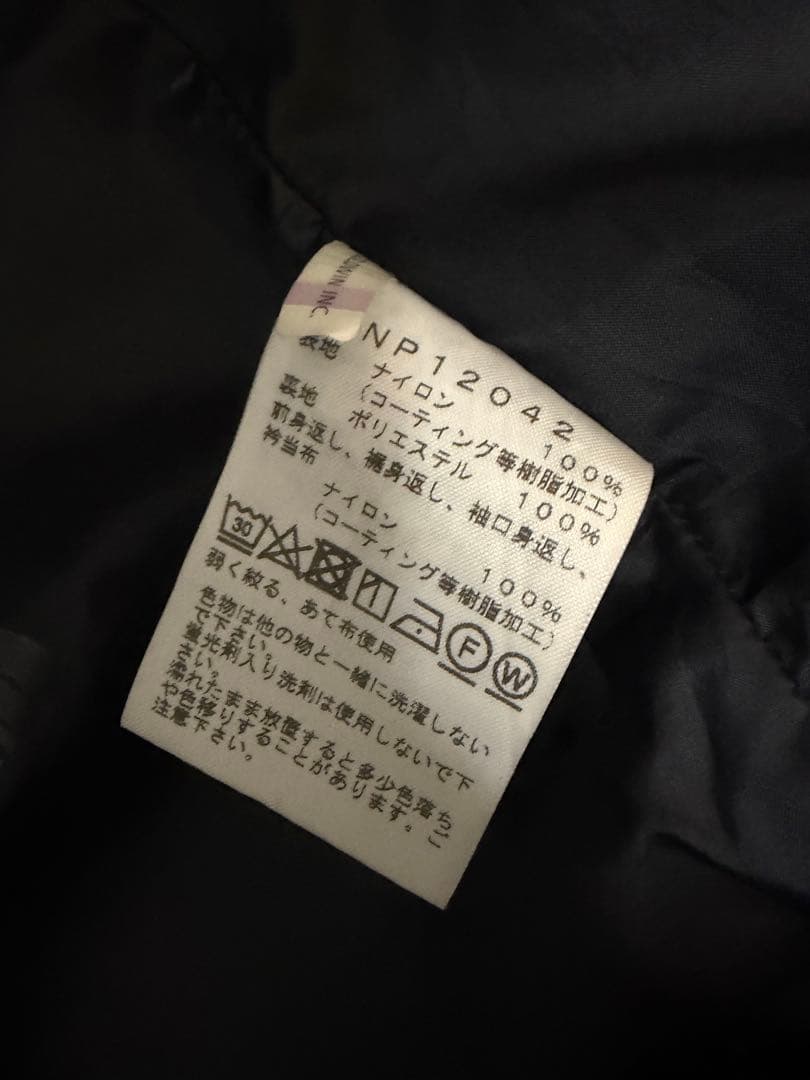 DWIN INC.
NP12042
表地
ナイロン 100%
(コーティング等樹脂加工)
裏地
ポリエステル 100%
前身返し、裾身返し、袖口身返し、
衿当布
ナイロン 100%
(コーティング等樹脂加工)
30 F W
弱く絞る、あて布使用
色物は他の物と一緒に洗濯しない
で下さい。
蛍光剤入り洗剤は使用しないで下
さい。
濡れたまま放置すると多少色落ち
や色移りすることがあります。ご
注意下さい。